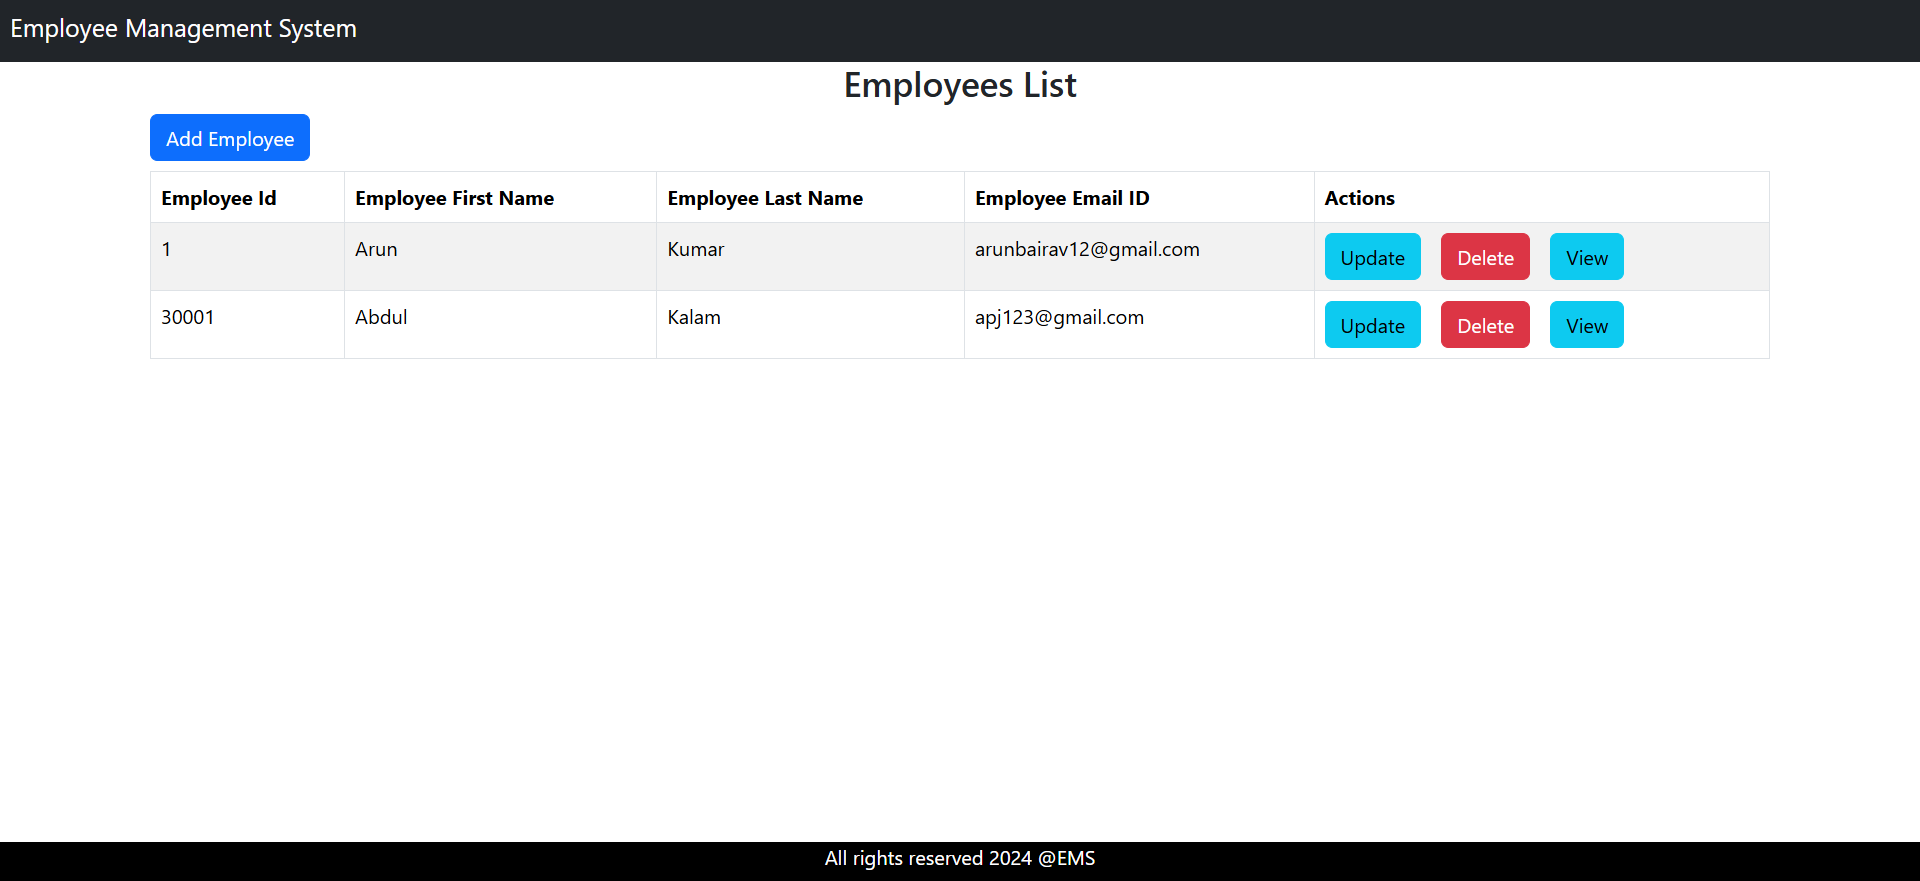 Employee Management System
Employees List
Add Employee
Employee Id Employee First Name Employee Last Name Employee Email ID Actions
1 Arun Kumar arunbairav12@gmail.com Update Delete View
30001 Abdul Kalam apj123@gmail.com Update Delete View
All rights reserved 2024 @EMS